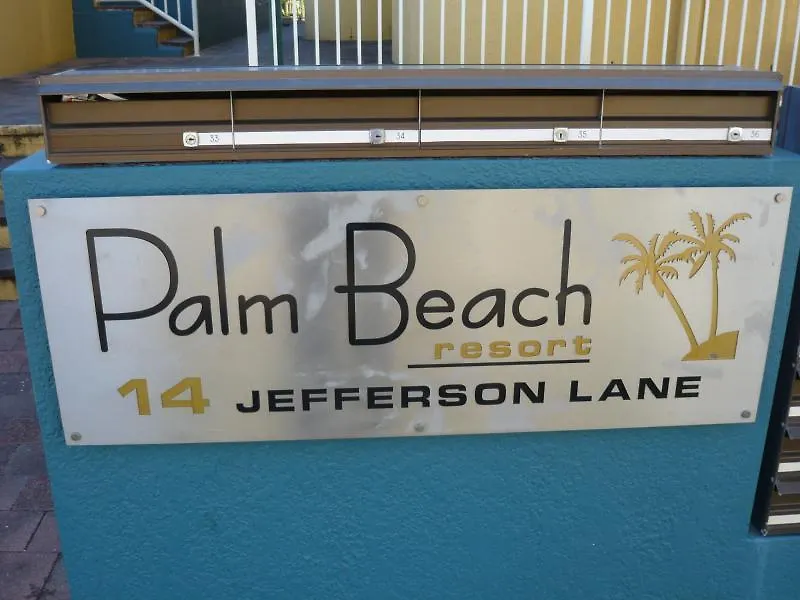 33 34 35 36
Palm Beach
resort
14 JEFFERSON LANE